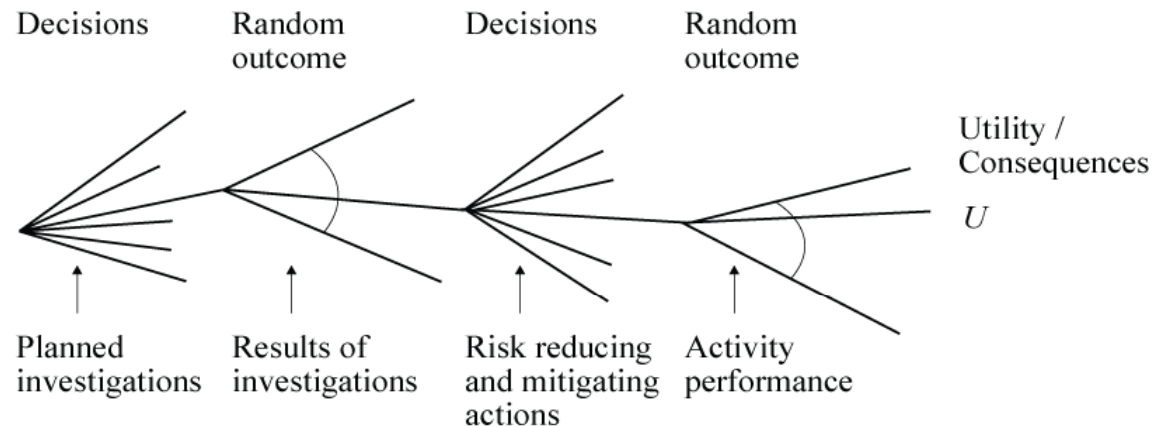 Decisions
Random
outcome
Decisions
Random
outcome
Utility /
Consequences
U
Planned
investigations
Results of
investigations
Risk reducing
and mitigating
actions
Activity
performance